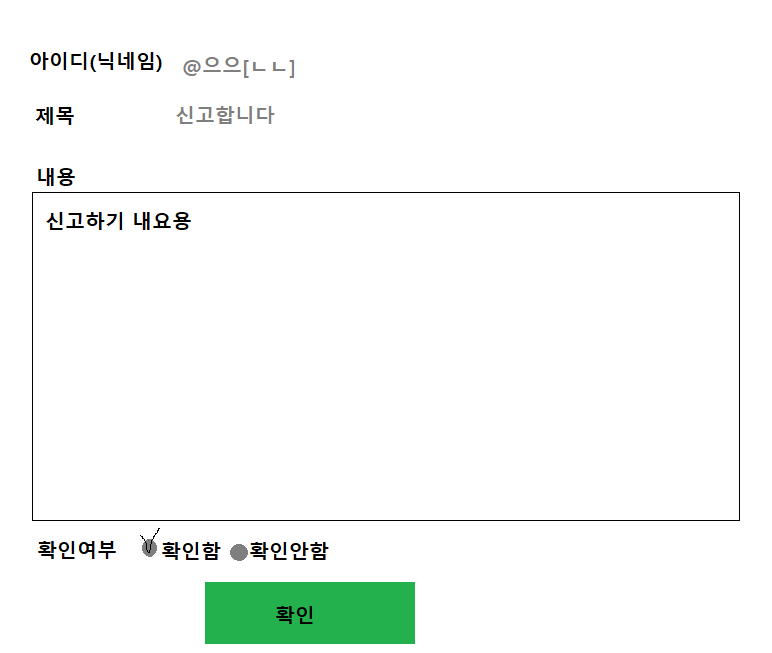 아이디(닉네임) @으으[ㄴㄴ]
제목 신고합니다
내용
신고하기 내요용
확인여부 확인함 확인안함
확인